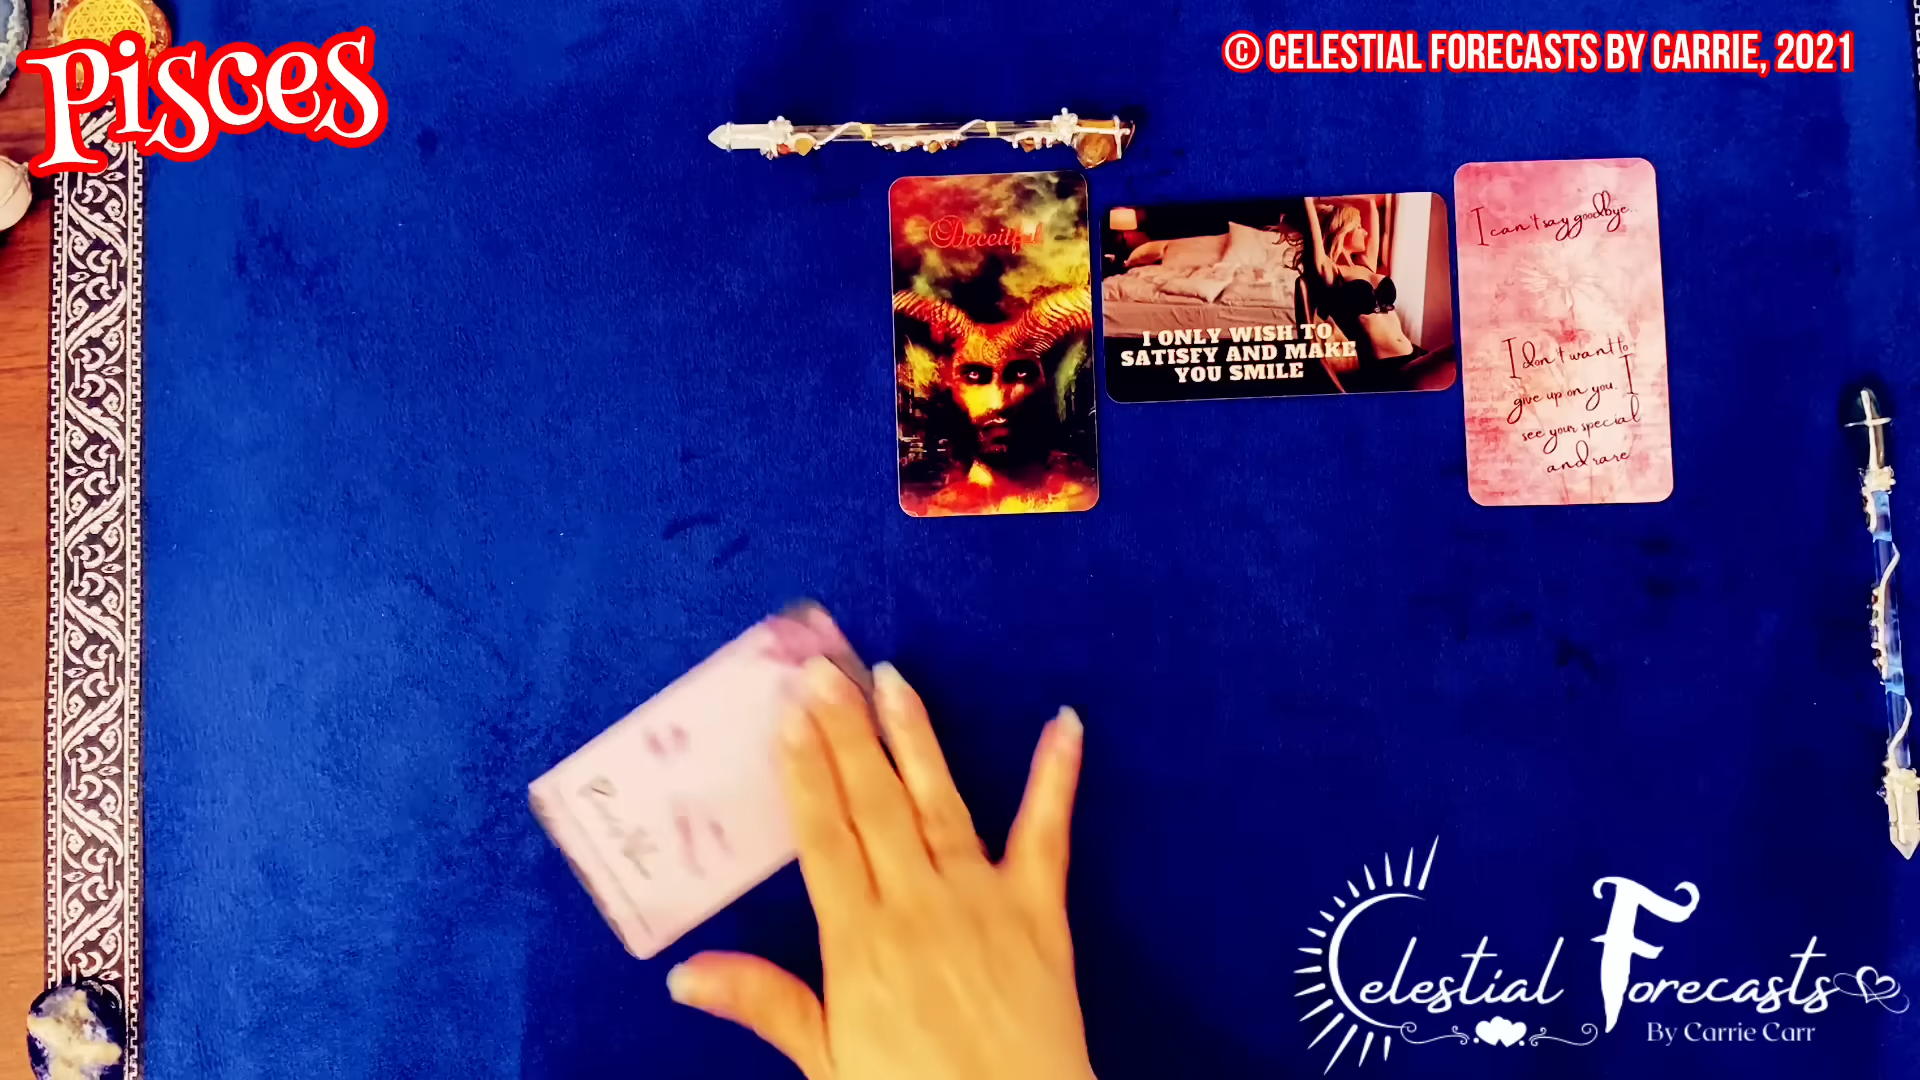 Pisces
© CELESTIAL FORECASTS BY CARRIE, 2021
Deceitful
I ONLY WISH TO
SATISFY AND MAKE
YOU SMILE
I can't say goodbye...
I don't want to
give up on you. I
see your special
and rare
Celestial Forecasts
By Carrie Carr